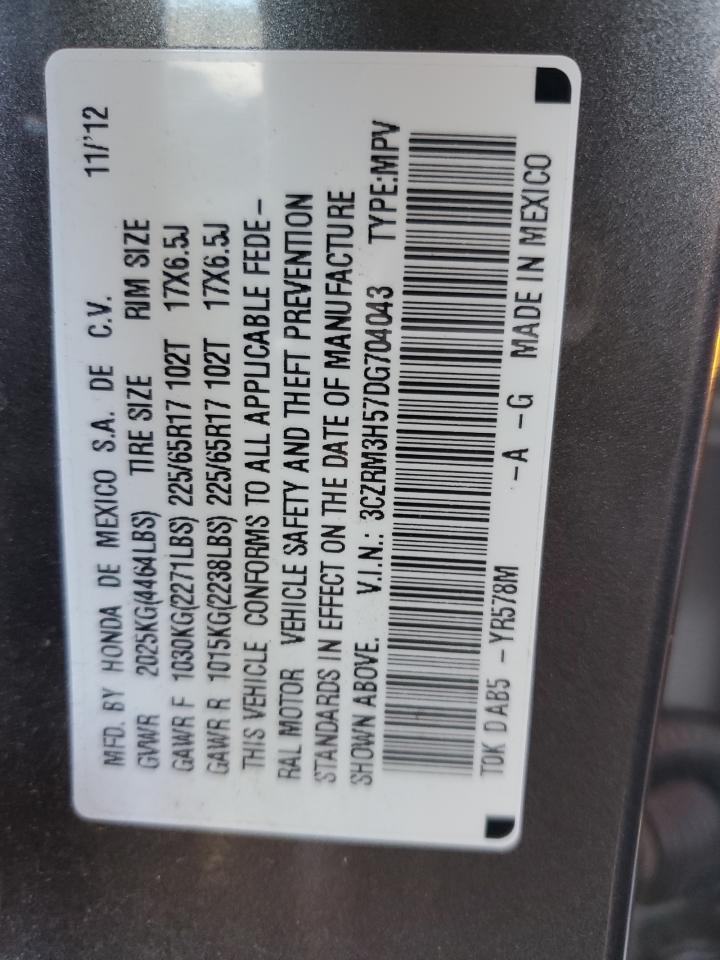 MFD. BY HONDA DE MEXICO S.A. DE C.V. 11/'12
GVWR 2025KG(4464LBS) TIRE SIZE RIM SIZE
GAWR F 1030KG(2271LBS) 225/65R17 102T 17X6.5J
GAWR R 1015KG(2238LBS) 225/65R17 102T 17X6.5J
THIS VEHICLE CONFORMS TO ALL APPLICABLE FEDE-
RAL MOTOR VEHICLE SAFETY AND THEFT PREVENTION
STANDARDS IN EFFECT ON THE DATE OF MANUFACTURE
SHOWN ABOVE. V.I.N.: 3CZRM3H57DG704043 TYPE:MPV
T0K DAB5 -YR578M -A -G MADE IN MEXICO